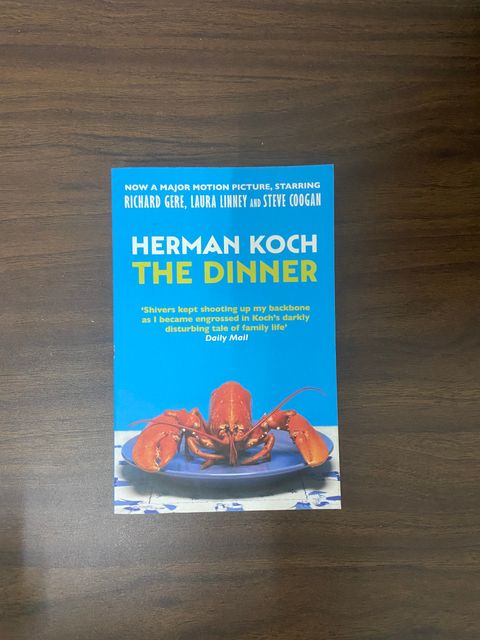 NOW A MAJOR MOTION PICTURE, STARRING
RICHARD GERE, LAURA LINNEY AND STEVE COOGAN
HERMAN KOCH
THE DINNER
‘Shivers kept shooting up my backbone
as I became engrossed in Koch’s darkly
disturbing tale of family life’
Daily Mail